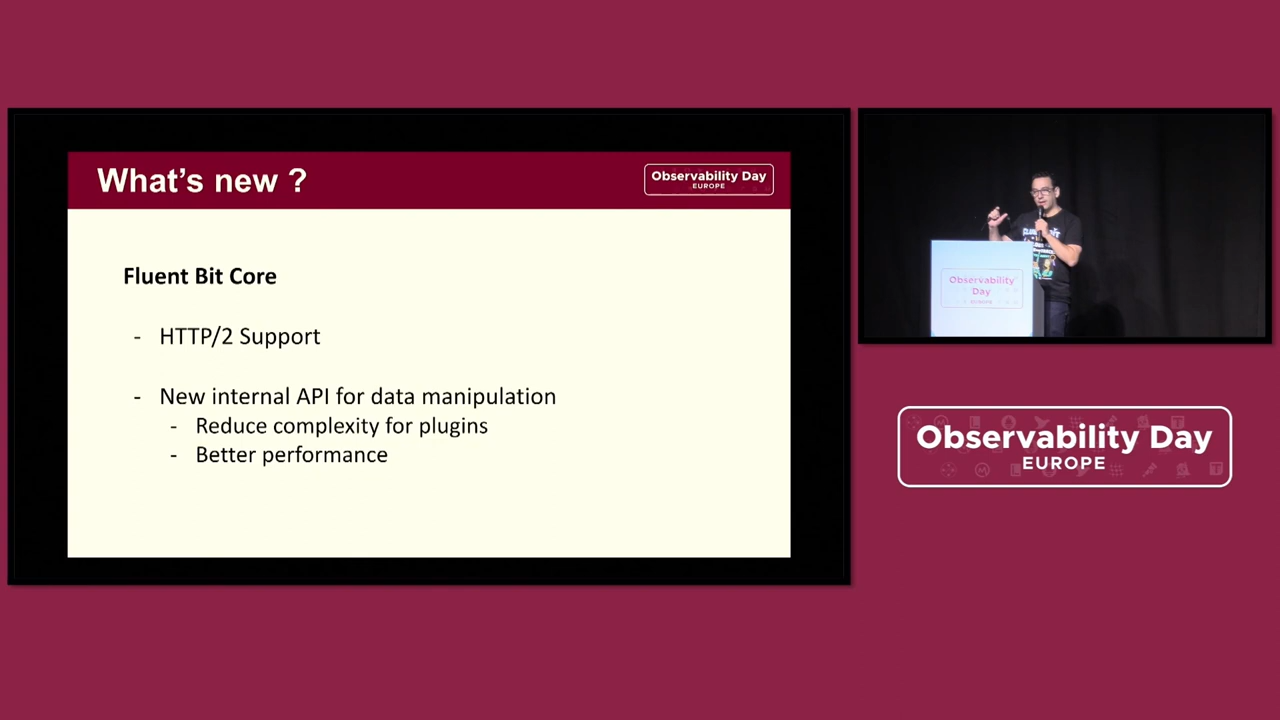 What's new ?
Observability Day
EUROPE
Fluent Bit Core
- HTTP/2 Support
- New internal API for data manipulation
- Reduce complexity for plugins
- Better performance
Observability
Day
EUROPE
Observability Day
EUROPE